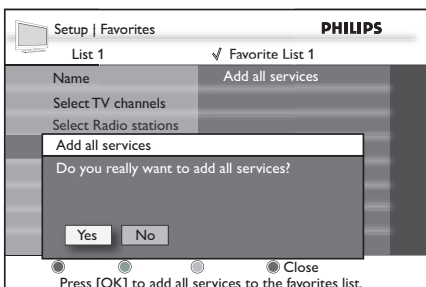 Setup | Favorites
PHILIPS
List 1
√ Favorite List 1
Name
Add all services
Select TV channels
Select Radio stations
Add all services
Do you really want to add all services?
Yes
No
Close
Press [OK] to add all services to the favorites list.